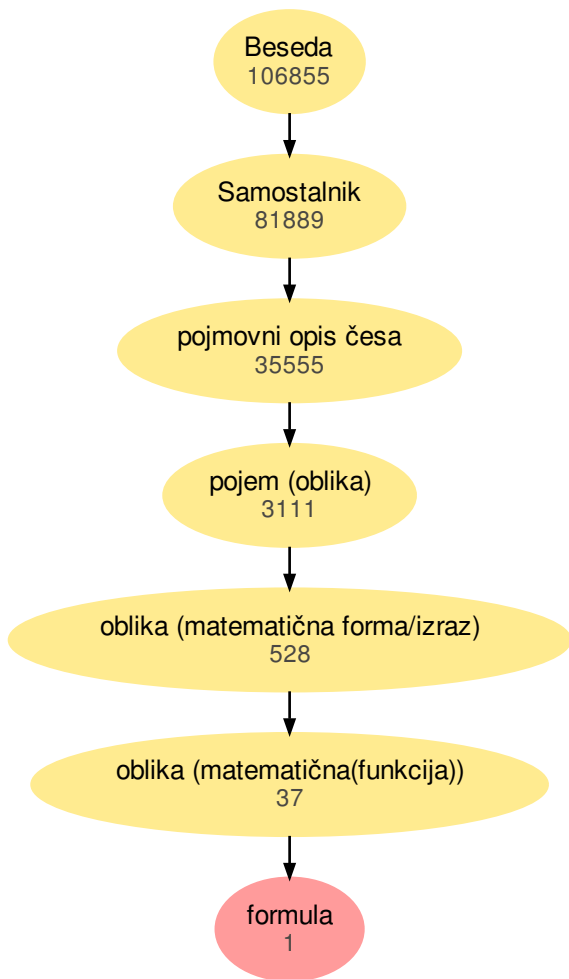 Beseda
106855
Samostalnik
81889
pojmovni opis česa
35555
pojem (oblika)
3111
oblika (matematična forma/izraz)
528
oblika (matematična(funkcija))
37
formula
1